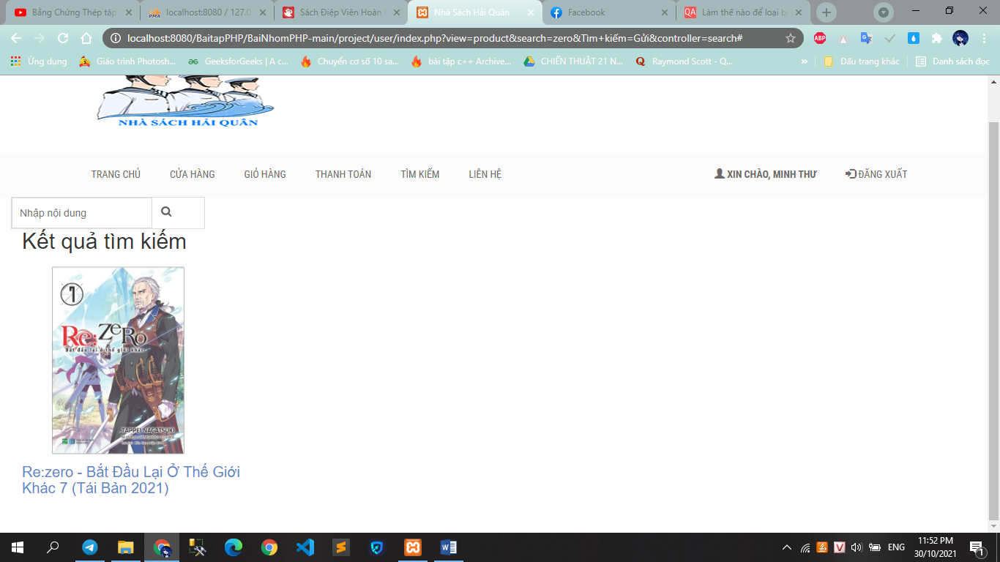 Bằng Chứng Thép tập
localhost:8080 / 127.0
Sách Điệp Viên Hoàn
Nhà Sách Hải Quân
Facebook
Làm thế nào để loại b
localhost:8080/BaitapPHP/BaiNhomPHP-main/project/user/index.php?view=product&search=zero&Tìm+kiếm=Gửi&controller=search#
Ứng dụng
Giáo trình Photosh...
GeeksforGeeks | A c...
Chuyển cơ số 10 sa...
bài tập c++ Archive...
CHIẾN THUẬT 21 N...
Raymond Scott - Q...
»
Dấu trang khác
Danh sách đọc
NHÀ SÁCH HẢI QUÂN
TRANG CHỦ
CỬA HÀNG
GIỎ HÀNG
THANH TOÁN
TÌM KIẾM
LIÊN HỆ
XIN CHÀO, MINH THƯ
ĐĂNG XUẤT
Nhập nội dung
Kết quả tìm kiếm
7
Re:ZeRo
Bắt đầu lại ở thế giới khác
TAPPEI NAGATSUKI
Re:zero - Bắt Đầu Lại Ở Thế Giới
Khác 7 (Tái Bản 2021)
ENG
11:52 PM
30/10/2021